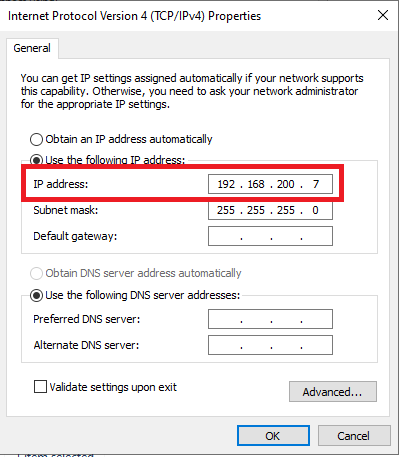 Internet Protocol Version 4 (TCP/IPv4) Properties
General
You can get IP settings assigned automatically if your network supports
this capability. Otherwise, you need to ask your network administrator
for the appropriate IP settings.
Obtain an IP address automatically
Use the following IP address:
IP address: 192 . 168 . 200 . 7
Subnet mask: 255 . 255 . 255 . 0
Default gateway: . . .
Obtain DNS server address automatically
Use the following DNS server addresses:
Preferred DNS server: . . .
Alternate DNS server: . . .
Validate settings upon exit
Advanced...
OK Cancel
item selected